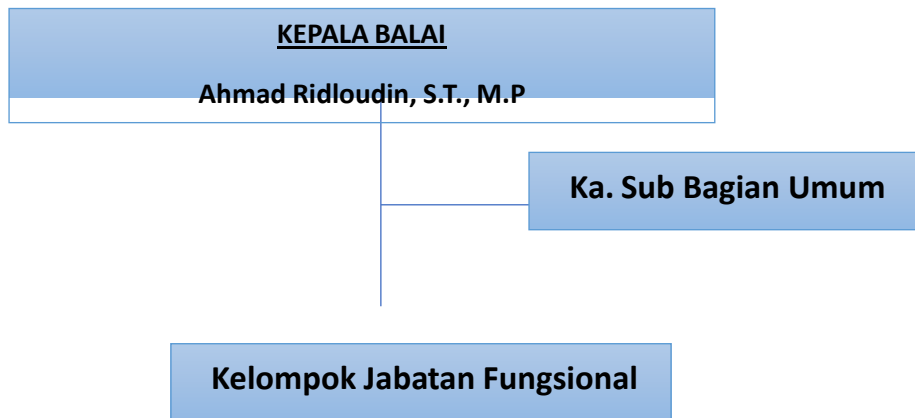 KEPALA BALAI
Ahmad Ridloudin, S.T., M.P
Ka. Sub Bagian Umum
Kelompok Jabatan Fungsional